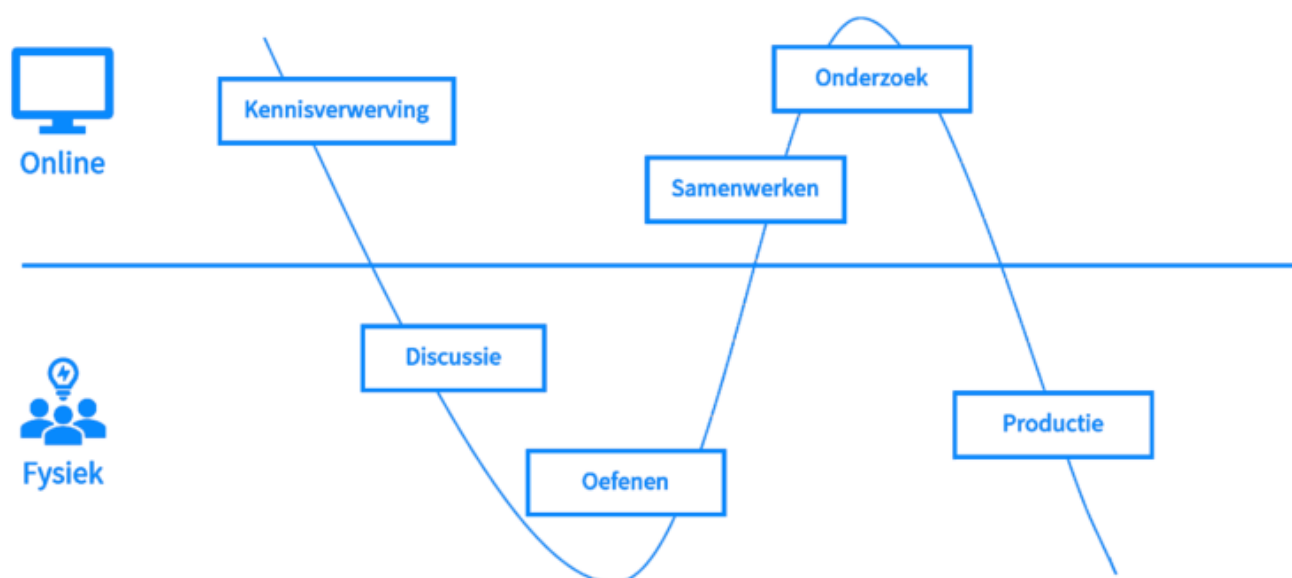 Online
Kennisverwerving
Onderzoek
Samenwerken
Fysiek
Discussie
Oefenen
Productie